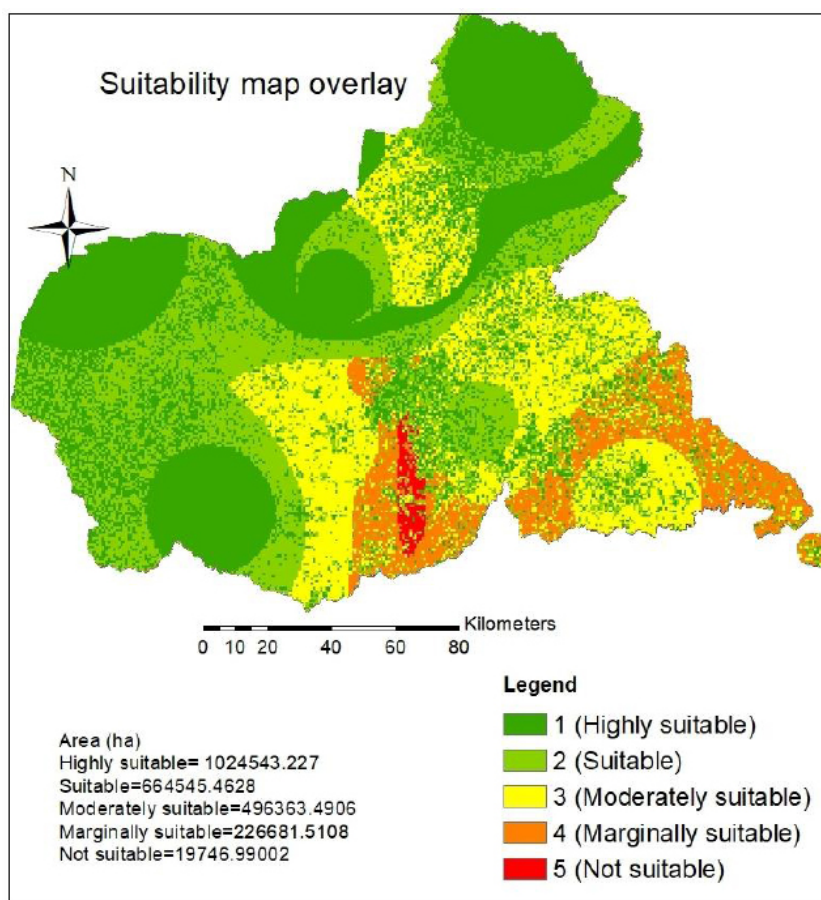 Suitability map overlay
N
Kilometers
0 10 20 40 60 80
Legend
1 (Highly suitable)
2 (Suitable)
3 (Moderately suitable)
4 (Marginally suitable)
5 (Not suitable)
Area (ha)
Highly suitable= 1024543.227
Suitable=664545.4628
Moderately suitable=496363.4906
Marginally suitable=226681.5108
Not suitable=19746.99002